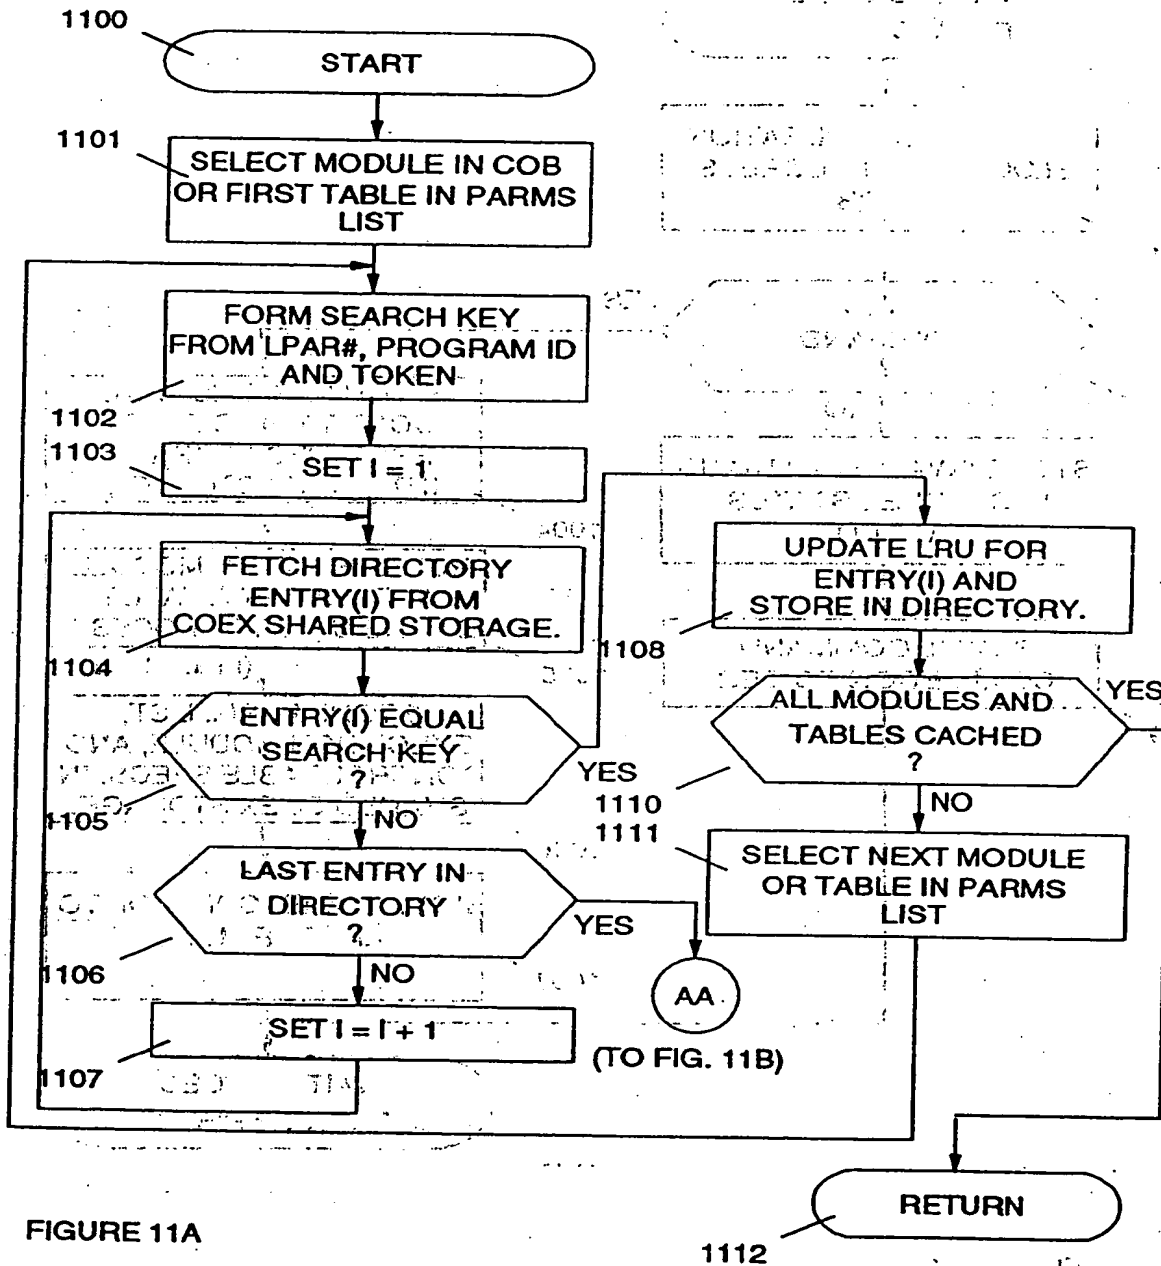 1100
START
1101
SELECT MODULE IN COB
OR FIRST TABLE IN PARMS
LIST
FORM SEARCH KEY
FROM LPAR#, PROGRAM ID
AND TOKEN
1102
1103
SET I = 1
FETCH DIRECTORY
ENTRY(I) FROM
COEX SHARED STORAGE.
1104
ENTRY(I) EQUAL
SEARCH KEY
?
YES
1105
NO
LAST ENTRY IN
DIRECTORY
?
YES
1106
NO
AA
SET I = I + 1
(TO FIG. 11B)
1107
UPDATE LRU FOR
ENTRY(I) AND
STORE IN DIRECTORY.
1108
ALL MODULES AND
TABLES CACHED
?
YES
1110
NO
1111
SELECT NEXT MODULE
OR TABLE IN PARMS
LIST
RETURN
1112
FIGURE 11A